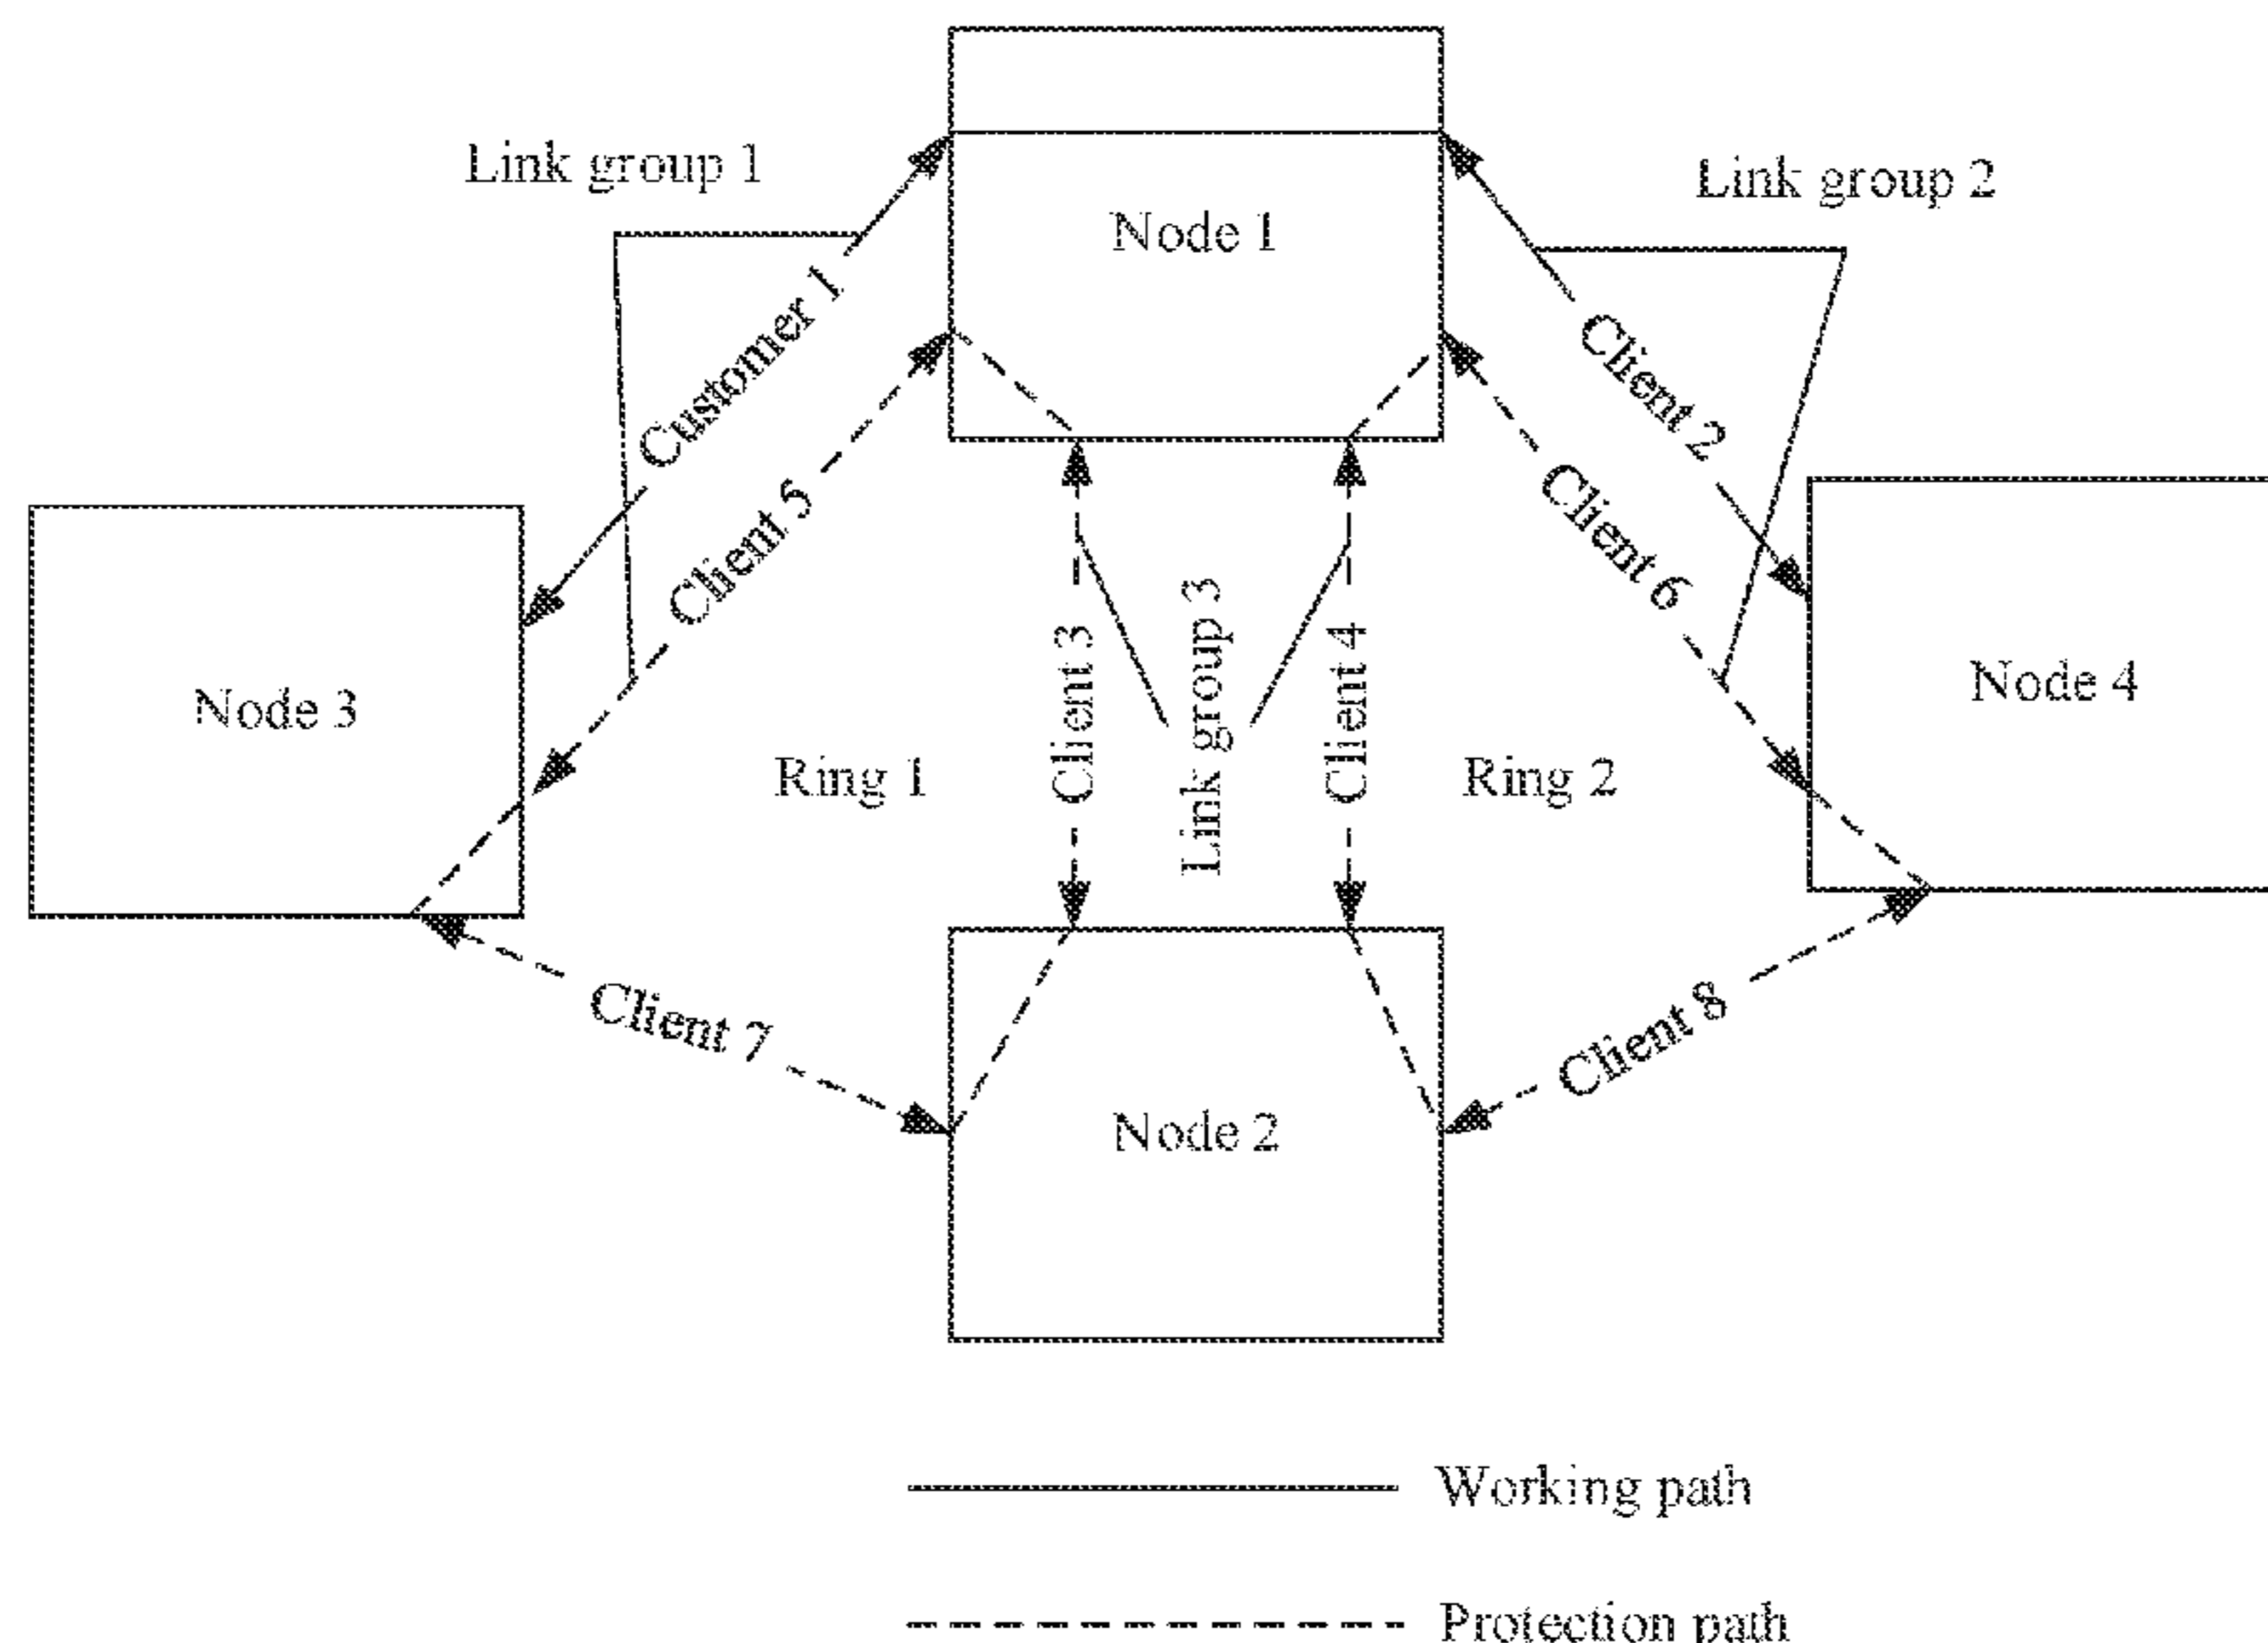 Link group 1
Link group 2
Node 1
Customer 1
Client 2
Client 5
Client 6
Node 3
Client 3
Link group 3
Client 4
Node 4
Ring 1
Ring 2
Client 7
Client 8
Node 2
Working path
Protection path